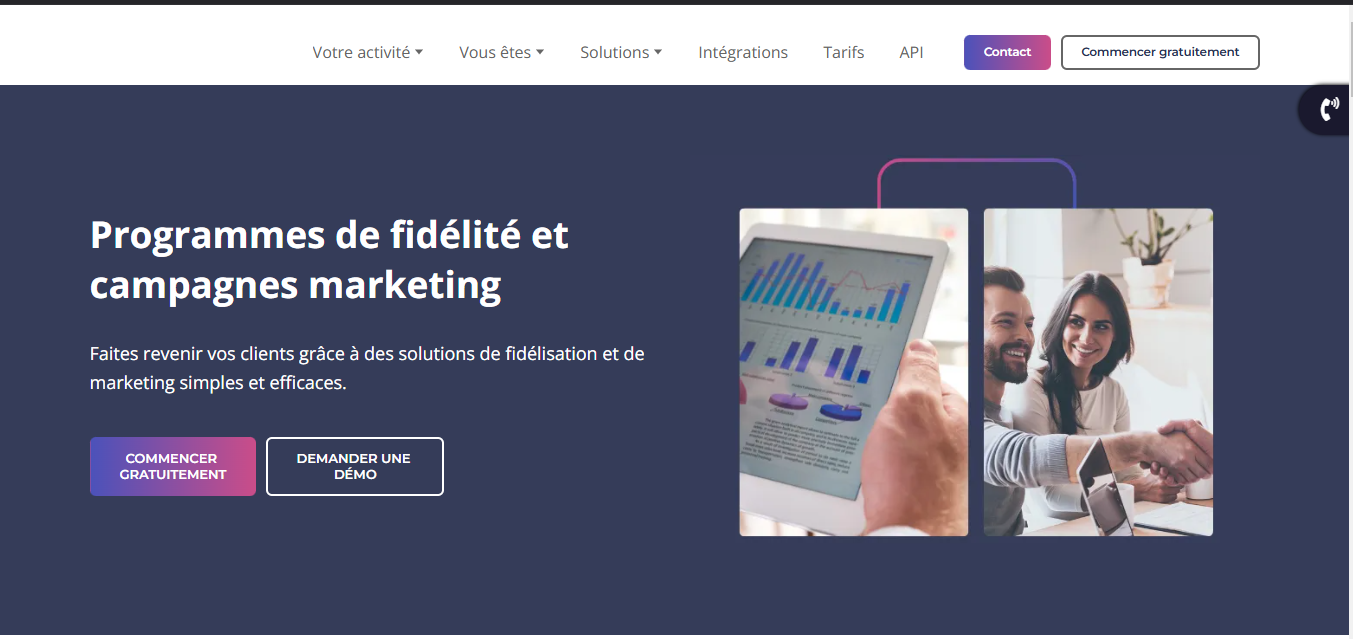 Votre activité Vous êtes Solutions Intégrations Tarifs API Contact Commencer gratuitement
Programmes de fidélité et
campagnes marketing
Faites revenir vos clients grâce à des solutions de fidélisation et de
marketing simples et efficaces.
COMMENCER
GRATUITEMENT
DEMANDER UNE
DÉMO